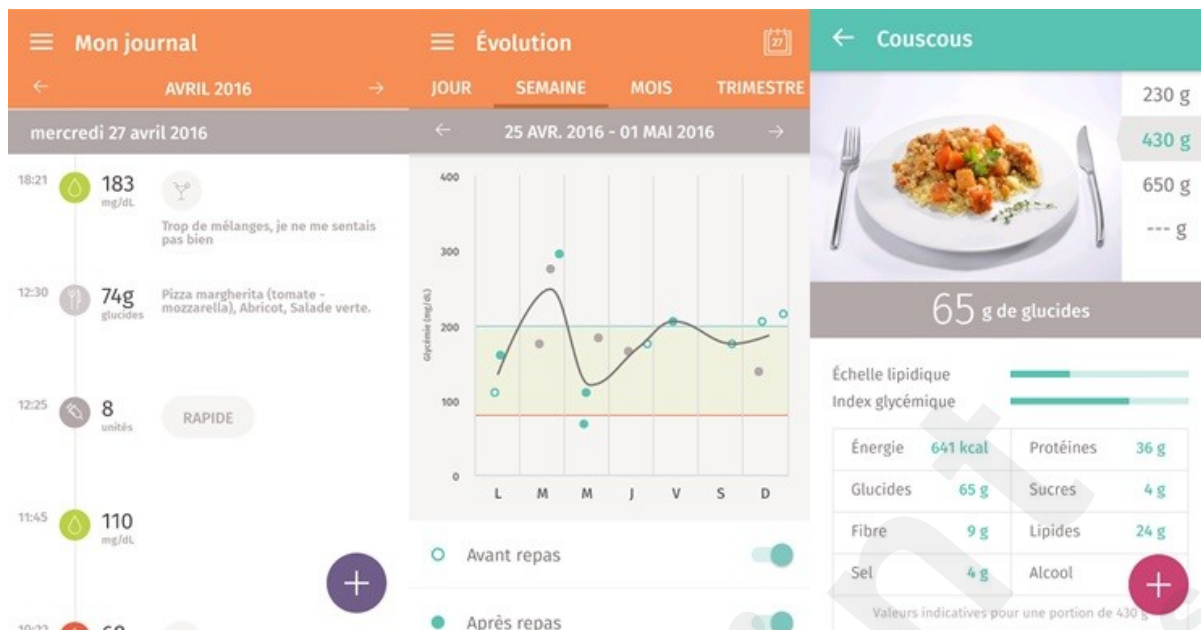 Mon journal
AVRIL 2016
mercredi 27 avril 2016
18:21
183
mg/dL
Trop de mélanges, je ne me sentais
pas bien
12:30
74g
glucides
Pizza margherita (tomate -
mozzarella), Abricot, Salade verte.
12:25
8
unités
RAPIDE
11:45
110
mg/dL
Évolution
27
JOUR SEMAINE MOIS TRIMESTRE
25 AVR. 2016 - 01 MAI 2016
Glycémie (mg/dL)
400
300
200
100
0
L M M J V S D
Avant repas
Après repas
Couscous
230 g
430 g
650 g
--- g
65 g de glucides
Échelle lipidique
Index glycémique
Énergie 641 kcal Protéines 36 g
Glucides 65 g Sucres 4 g
Fibre 9 g Lipides 24 g
Sel 4 g Alcool
+
Valeurs indicatives pour une portion de 430 g